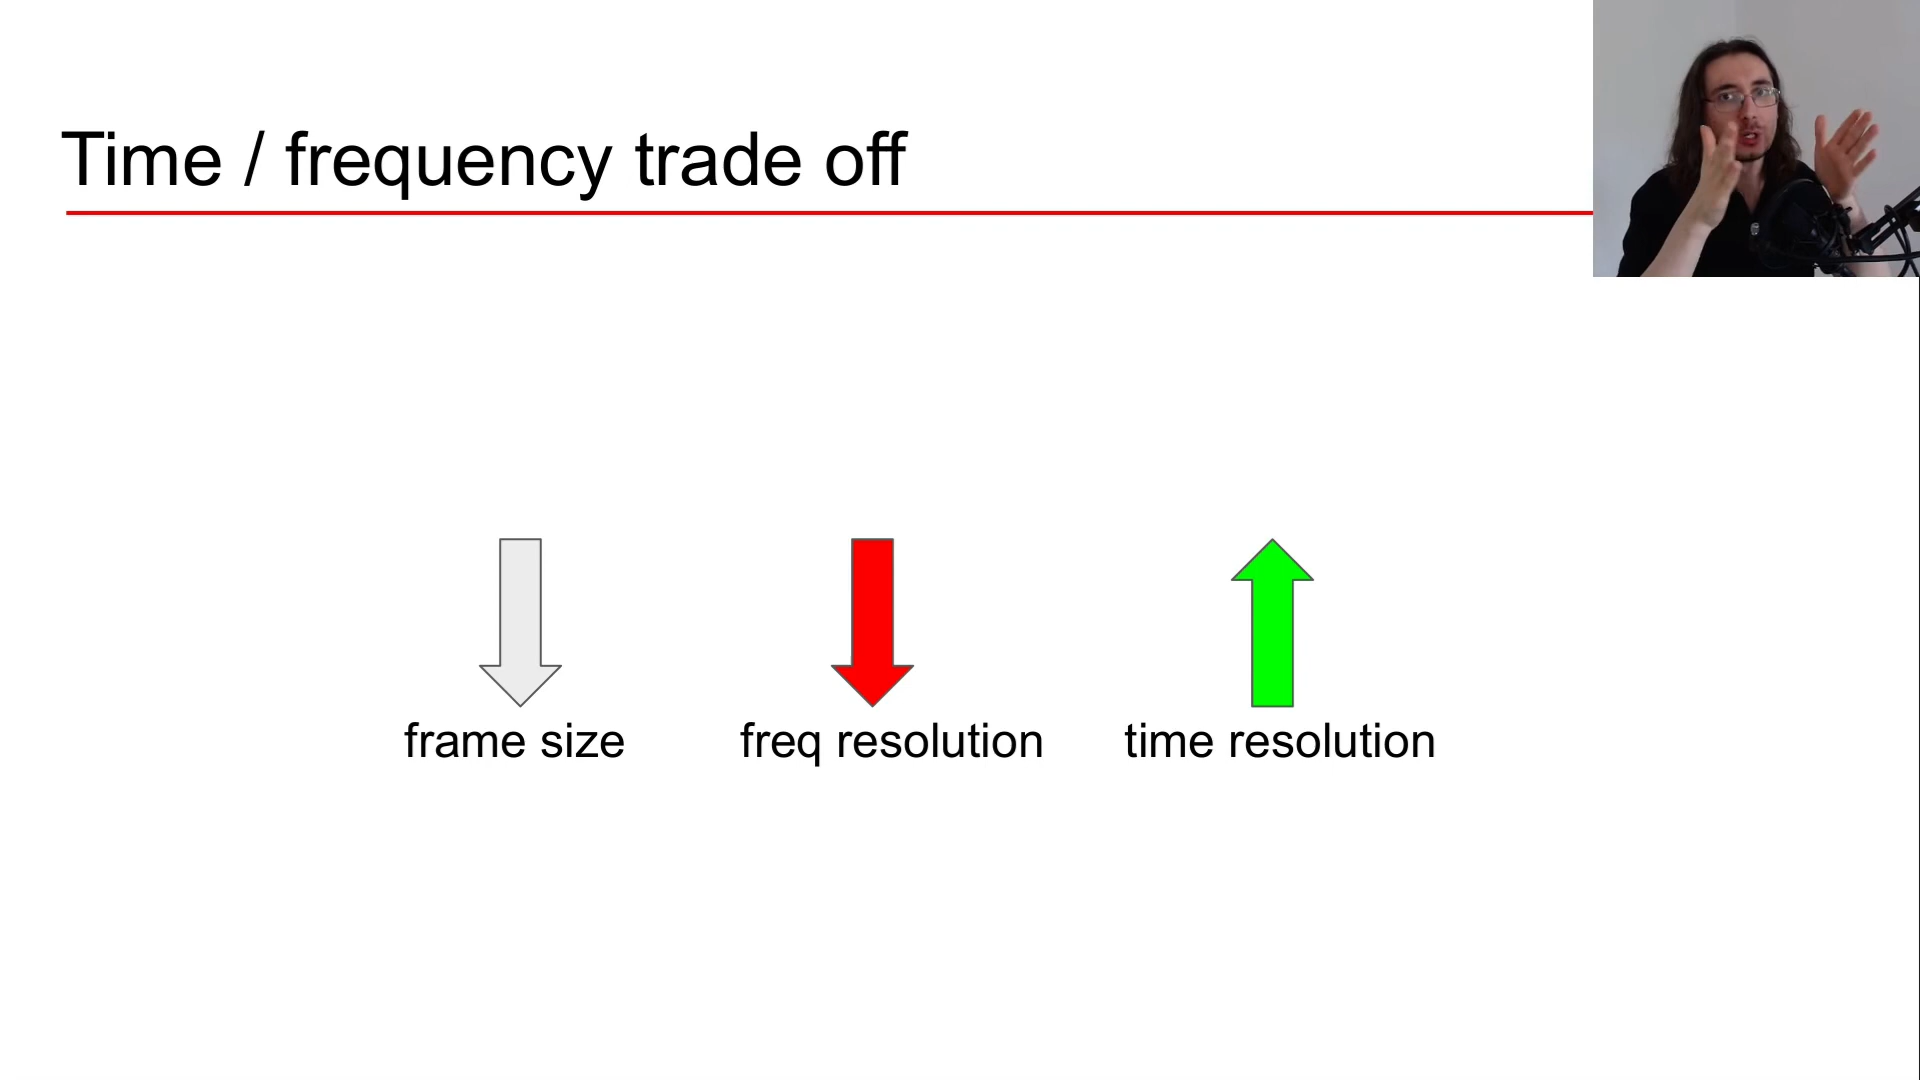 Time / frequency trade off
frame size
freq resolution
time resolution